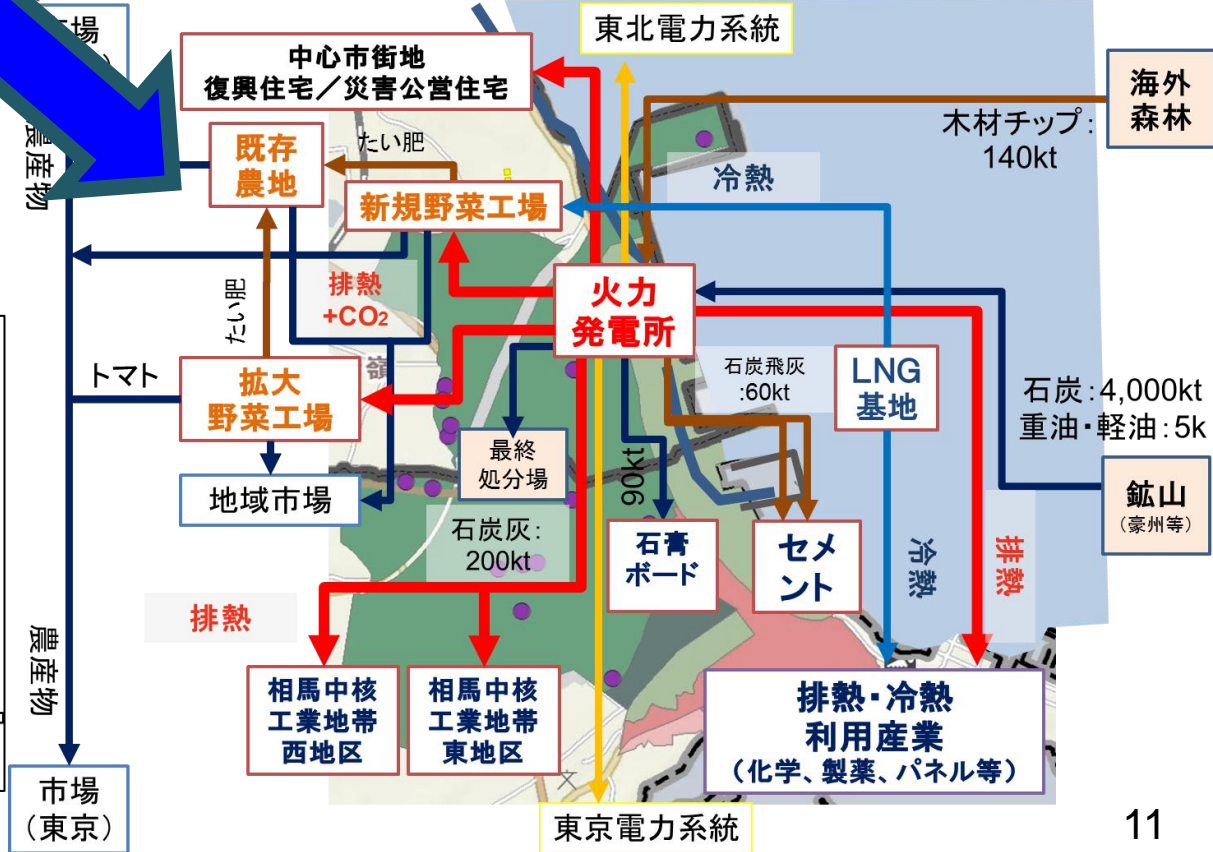 場
農産物
中心市街地
復興住宅／災害公営住宅
東北電力系統
海外
森林
木材チップ：
140kt
既存
農地
たい肥
新規野菜工場
冷熱
排熱
+CO2
火力
発電所
たい肥
嶺
トマト
拡大
野菜工場
石炭飛灰
:60kt
LNG
基地
石炭：4,000kt
重油・軽油：5k
最終
処分場
90kt
地域市場
鉱山
（豪州等）
石炭灰：
200kt
石膏
ボード
セメ
ント
冷熱
排熱
排熱
農産物
相馬中核
工業地帯
西地区
相馬中核
工業地帯
東地区
排熱・冷熱
利用産業
（化学、製薬、パネル等）
市場
（東京）
東京電力系統
11